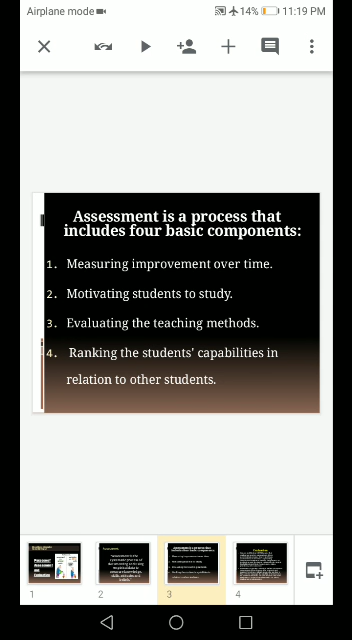 Airplane mode
14% 11:19 PM
Assessment is a process that
includes four basic components:
1. Measuring improvement over time.
2. Motivating students to study.
3. Evaluating the teaching methods.
4. Ranking the students' capabilities in
relation to other students.
1 2 3 4